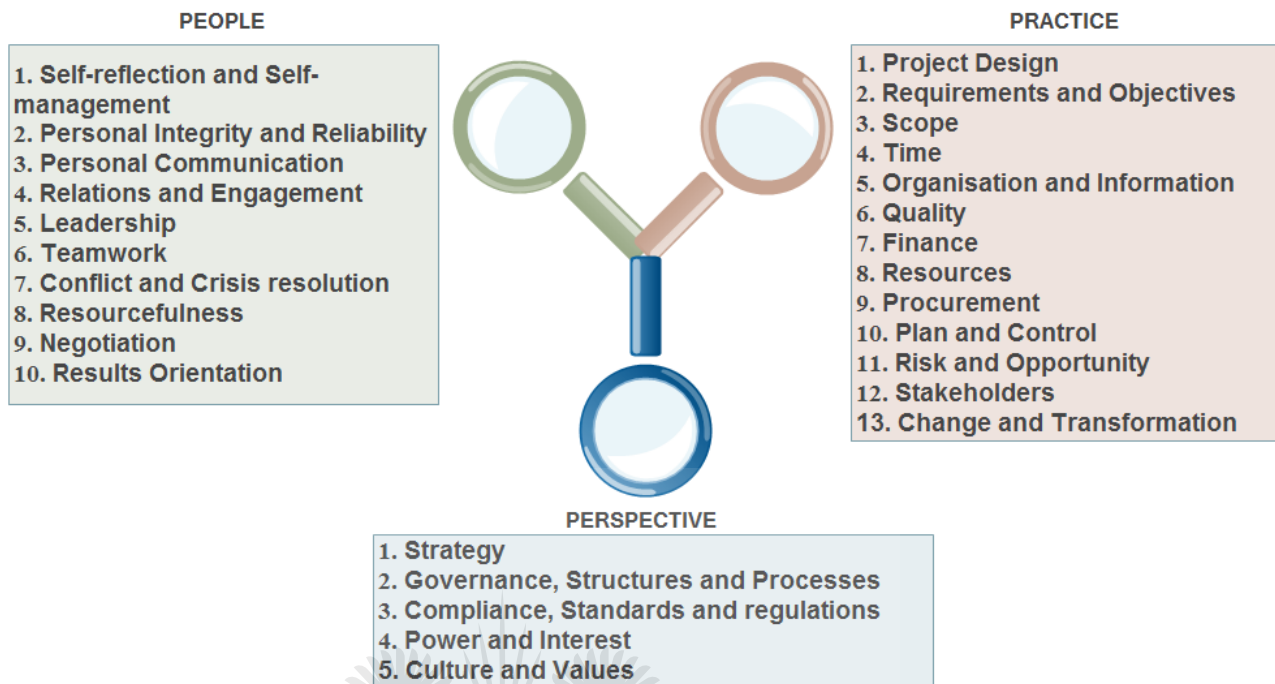 PEOPLE
1. Self-reflection and Self-
management
2. Personal Integrity and Reliability
3. Personal Communication
4. Relations and Engagement
5. Leadership
6. Teamwork
7. Conflict and Crisis resolution
8. Resourcefulness
9. Negotiation
10. Results Orientation
PRACTICE
1. Project Design
2. Requirements and Objectives
3. Scope
4. Time
5. Organisation and Information
6. Quality
7. Finance
8. Resources
9. Procurement
10. Plan and Control
11. Risk and Opportunity
12. Stakeholders
13. Change and Transformation
PERSPECTIVE
1. Strategy
2. Governance, Structures and Processes
3. Compliance, Standards and regulations
4. Power and Interest
5. Culture and Values